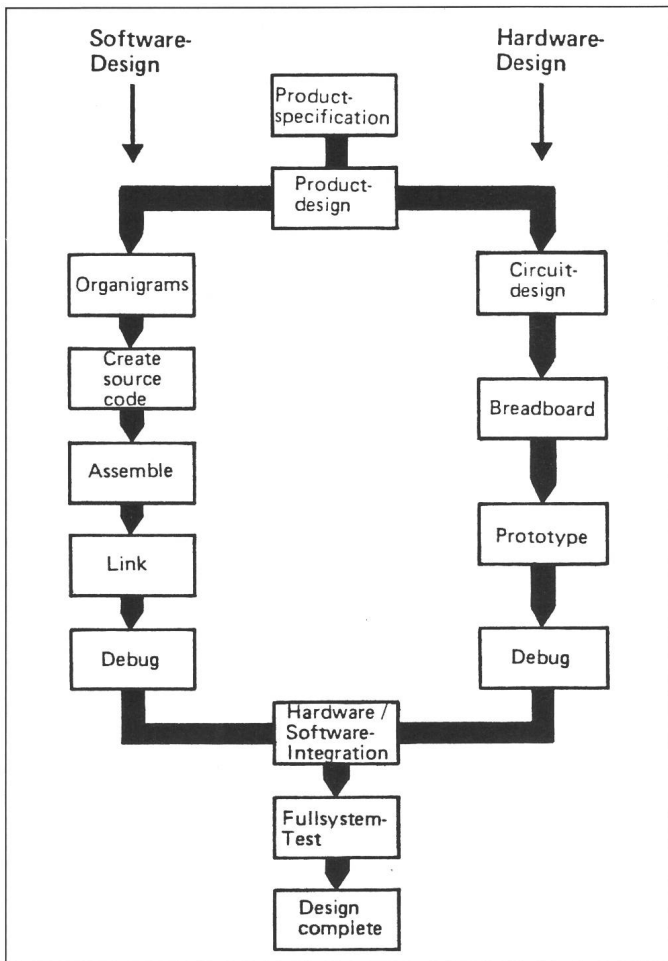 Software-
Design
Hardware-
Design
Product-
specification
Product-
design
Organigrams
Create
source
code
Assemble
Link
Debug
Circuit-
design
Breadboard
Prototype
Debug
Hardware /
Software-
Integration
Fullsystem-
Test
Design
complete